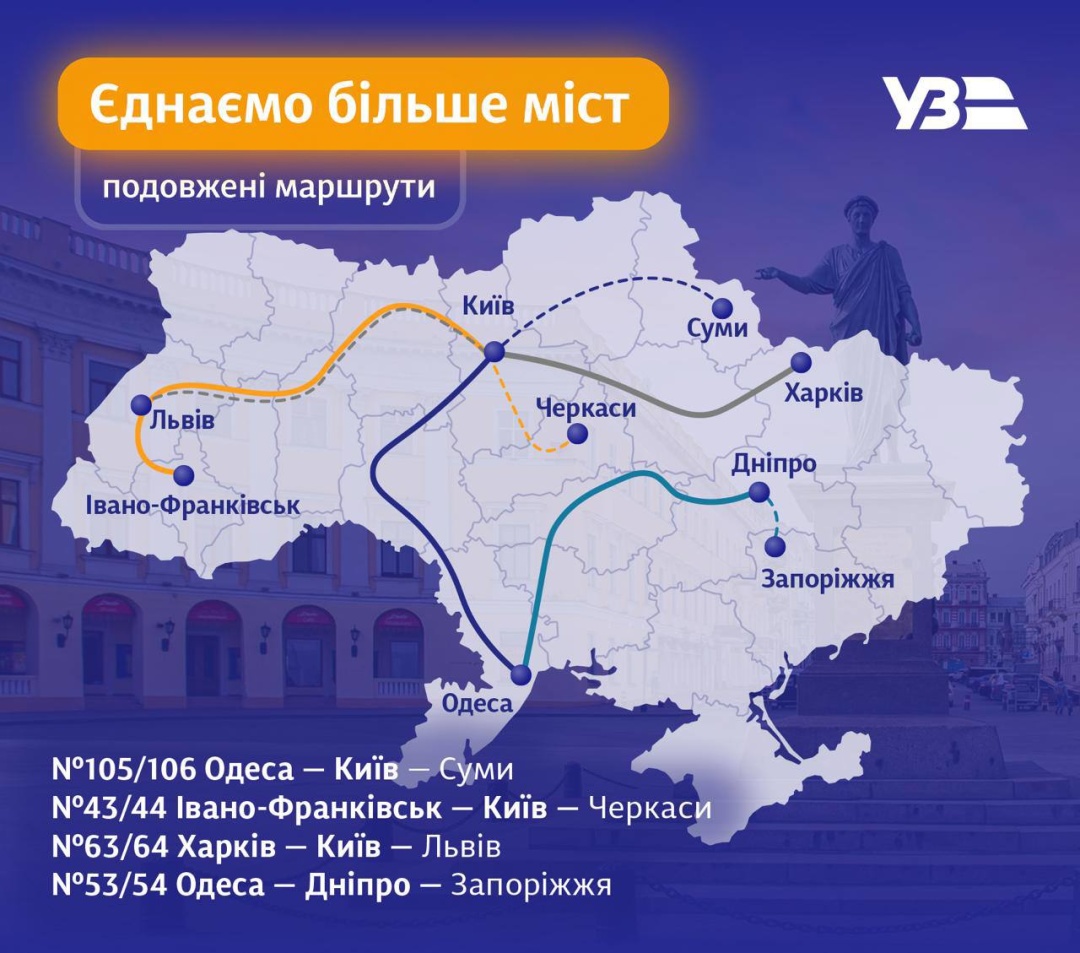 Єднаємо більше міст
УЗ
подовжені маршрути
Київ
Суми
Харків
Черкаси
Львів
Дніпро
Івано-Франківськ
Запоріжжя
Одеса
№105/106 Одеса – Київ – Суми
№43/44 Івано-Франківськ – Київ – Черкаси
№63/64 Харків – Київ – Львів
№53/54 Одеса – Дніпро – Запоріжжя